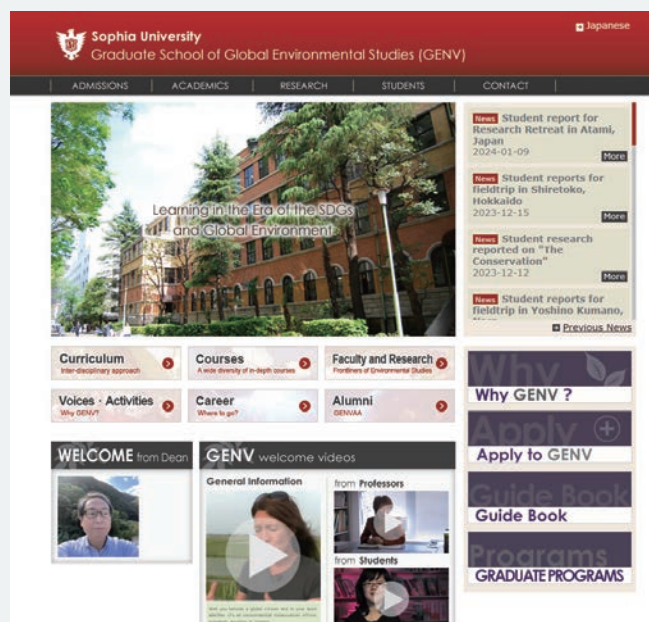 Japanese
Sophia University
Graduate School of Global Environmental Studies (GENV)
ADMISSIONS
ACADEMICS
RESEARCH
STUDENTS
CONTACT
Learning in the Era of the SDGs
and Global Environment
News Student report for
Research Retreat in Atami,
Japan
2024-01-09
More
News Student reports for
fieldtrip in Shiretoko,
Hokkaido
2023-12-15
More
News Student research
reported on "The
Conservation"
2023-12-12
More
News Student reports for
fieldtrip in Yoshino Kumano,
Previous News
Curriculum
Inter-disciplinary approach
Courses
A wide diversity of in-depth courses
Faculty and Research
Frontliners of Environmental Studies
Voices・Activities
Why GENV?
Career
Where to go?
Alumni
GENVAA
Why
Why GENV ?
Apply
Apply to GENV
Guide Book
Guide Book
Programs
GRADUATE PROGRAMS
WELCOME from Dean
GENV welcome videos
General Information
from Professors
from Students